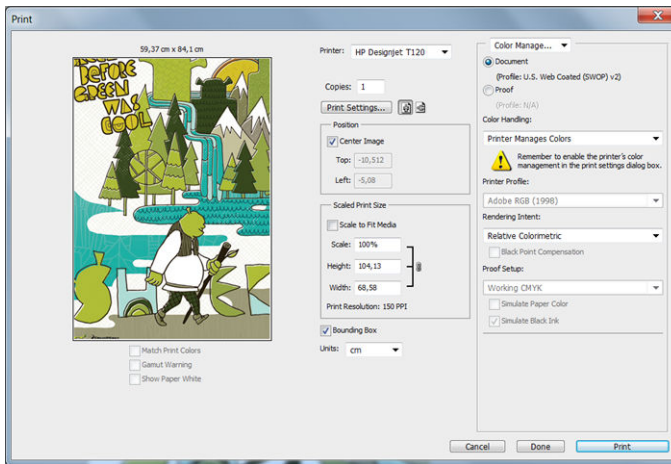 Print
59,37 cm x 84,1 cm
BEFORE
GREEN
WAS
COOL
SHREK
Match Print Colors
Gamut Warning
Show Paper White
Printer: HP Designjet T120
Copies: 1
Print Settings...
Position
Center Image
Top: -10,512
Left: -5,08
Scaled Print Size
Scale to Fit Media
Scale: 100%
Height: 104,13
Width: 68,58
Print Resolution: 150 PPI
Bounding Box
Units: cm
Color Manage...
Document
(Profile: U.S. Web Coated (SWOP) v2)
Proof
(Profile: N/A)
Color Handling:
Printer Manages Colors
Remember to enable the printer's color
management in the print settings dialog box.
Printer Profile:
Adobe RGB (1998)
Rendering Intent:
Relative Colorimetric
Black Point Compensation
Proof Setup:
Working CMYK
Simulate Paper Color
Simulate Black Ink
Cancel
Done
Print